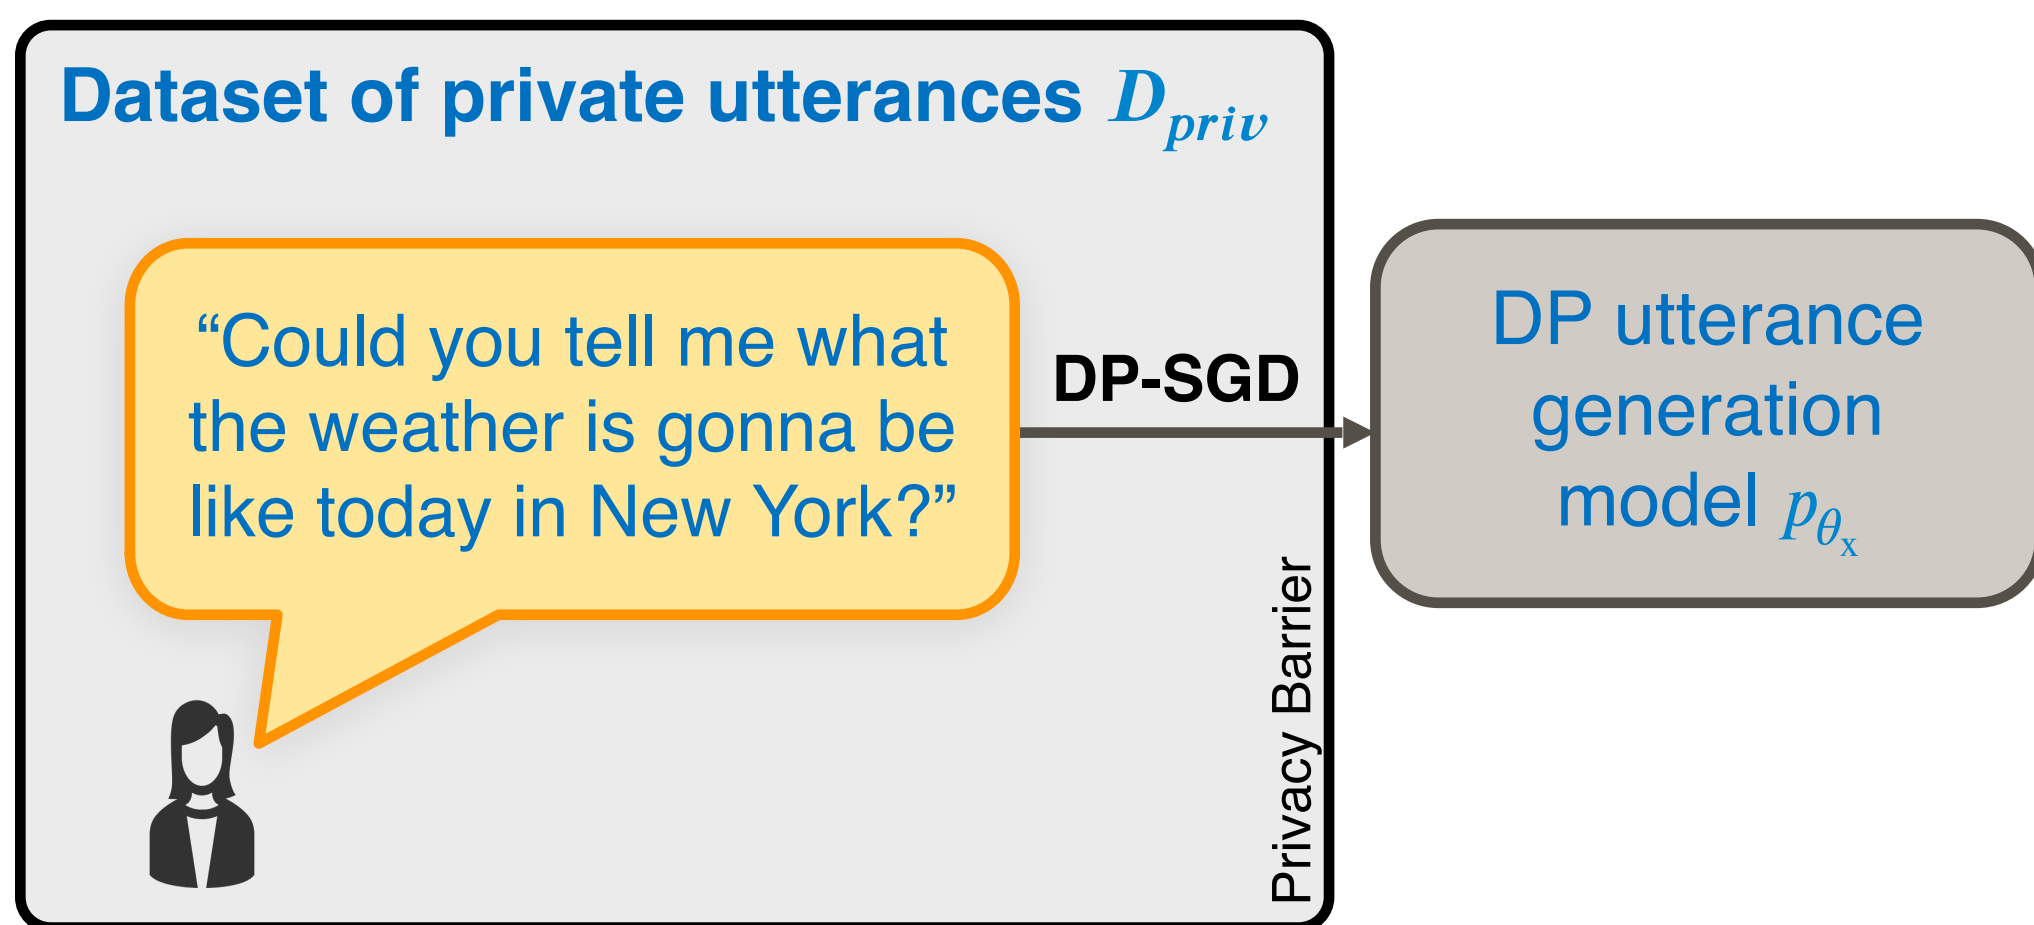 Dataset of private utterances D_priv
“Could you tell me what
the weather is gonna be
like today in New York?”
DP-SGD
Privacy Barrier
DP utterance
generation
model p_θ_x